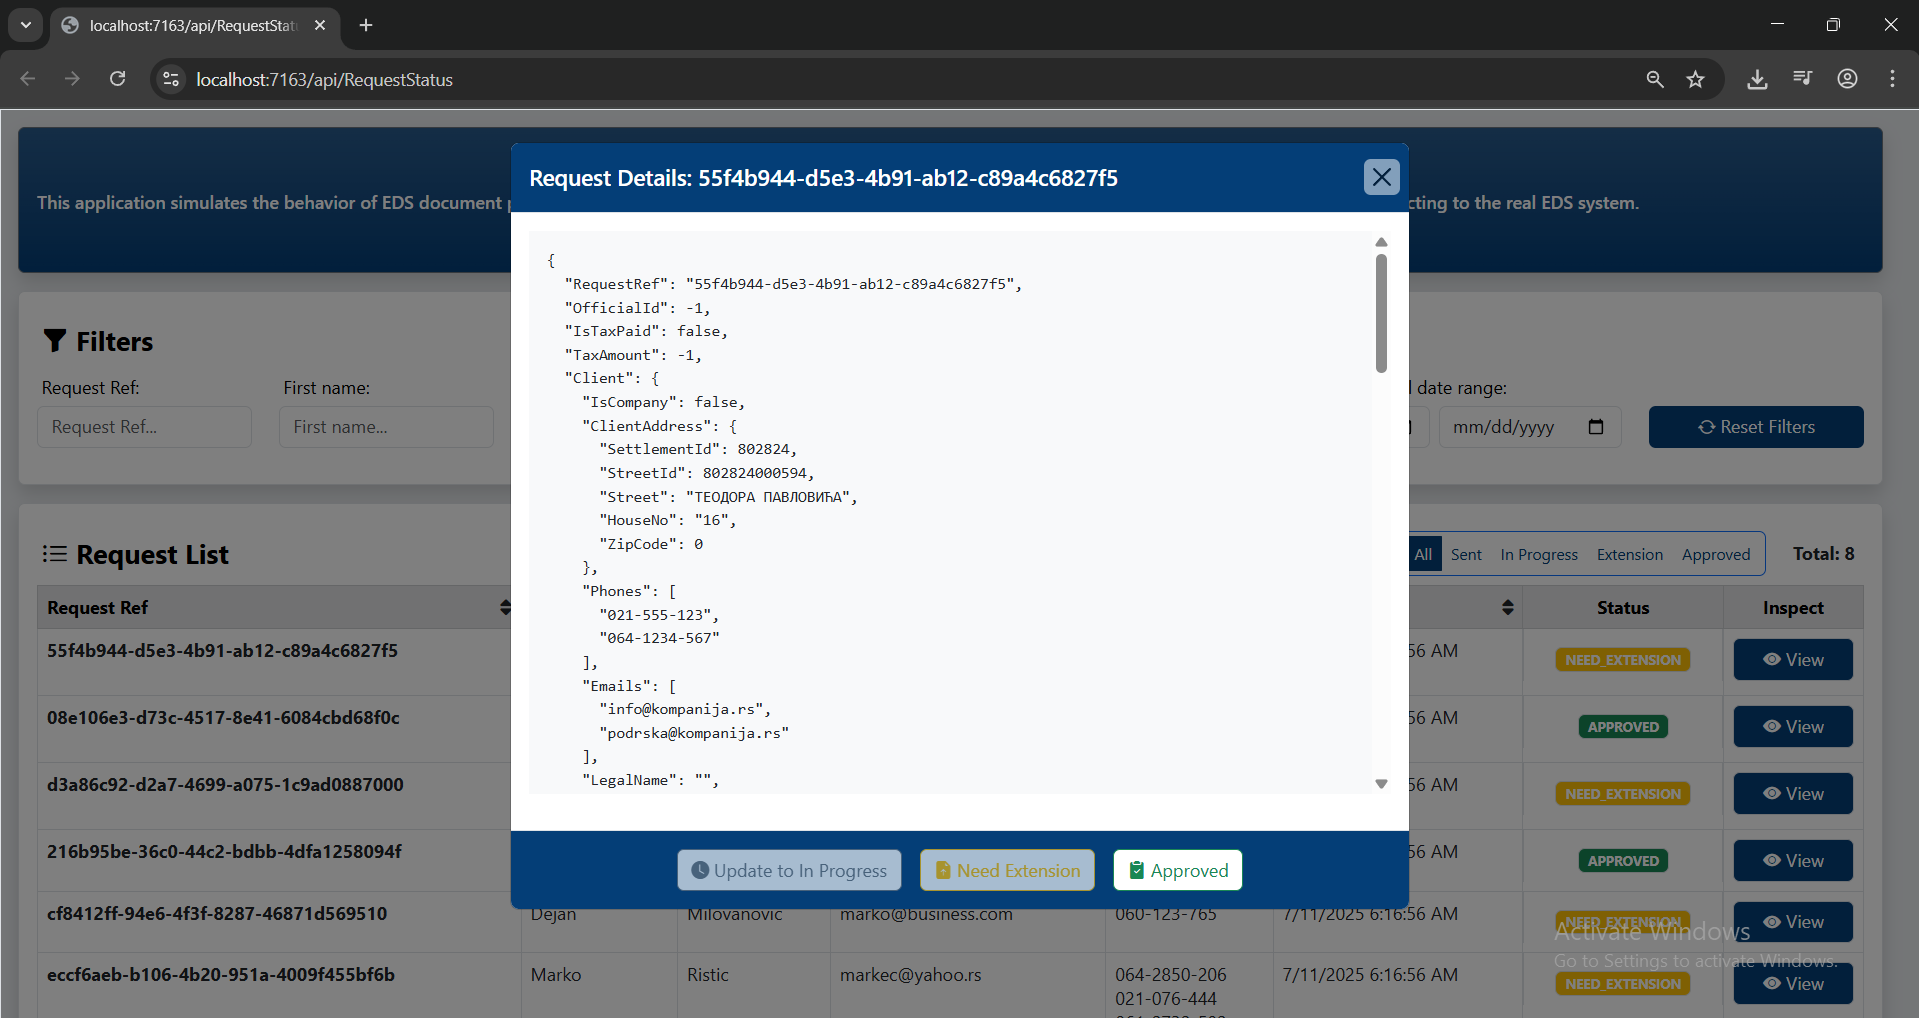 localhost:7163/api/RequestStat
localhost:7163/api/RequestStatus
This application simulates the behavior of EDS document
cting to the real EDS system.
Request Details: 55f4b944-d5e3-4b91-ab12-c89a4c6827f5
{
"RequestRef": "55f4b944-d5e3-4b91-ab12-c89a4c6827f5",
"OfficialId": -1,
"IsTaxPaid": false,
"TaxAmount": -1,
"Client": {
"IsCompany": false,
"ClientAddress": {
"SettlementId": 802824,
"StreetId": 802824000594,
"Street": "ТЕОДОРА ПАВЛОВИЋА",
"HouseNo": "16",
"ZipCode": 0
},
"Phones": [
"021-555-123",
"064-1234-567"
],
"Emails": [
"info@kompanija.rs",
"podrska@kompanija.rs"
],
"LegalName": "",
Update to In Progress Need Extension Approved
Filters
Request Ref: First name: date range:
Request Ref... First name... mm/dd/yyyy Reset Filters
Request List All Sent In Progress Extension Approved Total: 8
Request Ref Status Inspect
55f4b944-d5e3-4b91-ab12-c89a4c6827f5 56 AM NEED_EXTENSION View
08e106e3-d73c-4517-8e41-6084cbd68f0c 56 AM APPROVED View
d3a86c92-d2a7-4699-a075-1c9ad0887000 56 AM NEED_EXTENSION View
216b95be-36c0-44c2-bdbb-4dfa1258094f 56 AM APPROVED View
cf8412ff-94e6-4f3f-8287-46871d569510 Dejan Milovanovic marko@business.com 060-123-765 7/11/2025 6:16:56 AM NEED_EXTENSION View
eccf6aeb-b106-4b20-951a-4009f455bf6b Marko Ristic markec@yahoo.rs 064-2850-206 7/11/2025 6:16:56 AM NEED_EXTENSION View
021-076-444
Activate Windows
Go to Settings to activate Windows.